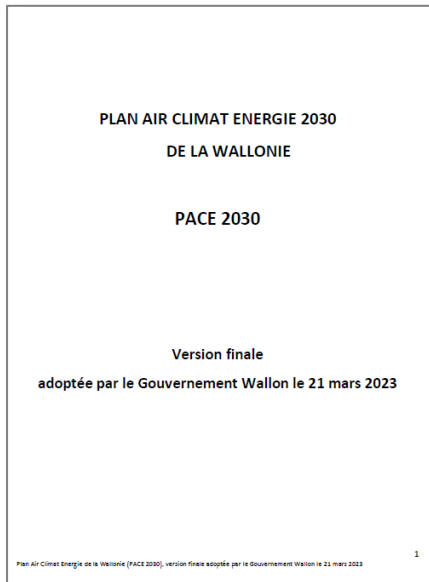 PLAN AIR CLIMAT ENERGIE 2030
DE LA WALLONIE
PACE 2030
Version finale
adoptée par le Gouvernement Wallon le 21 mars 2023
1
Plan Air Climat Energie de la Wallonie (PACE 2030), version finale adoptée par le Gouvernement Wallon le 21 mars 2023